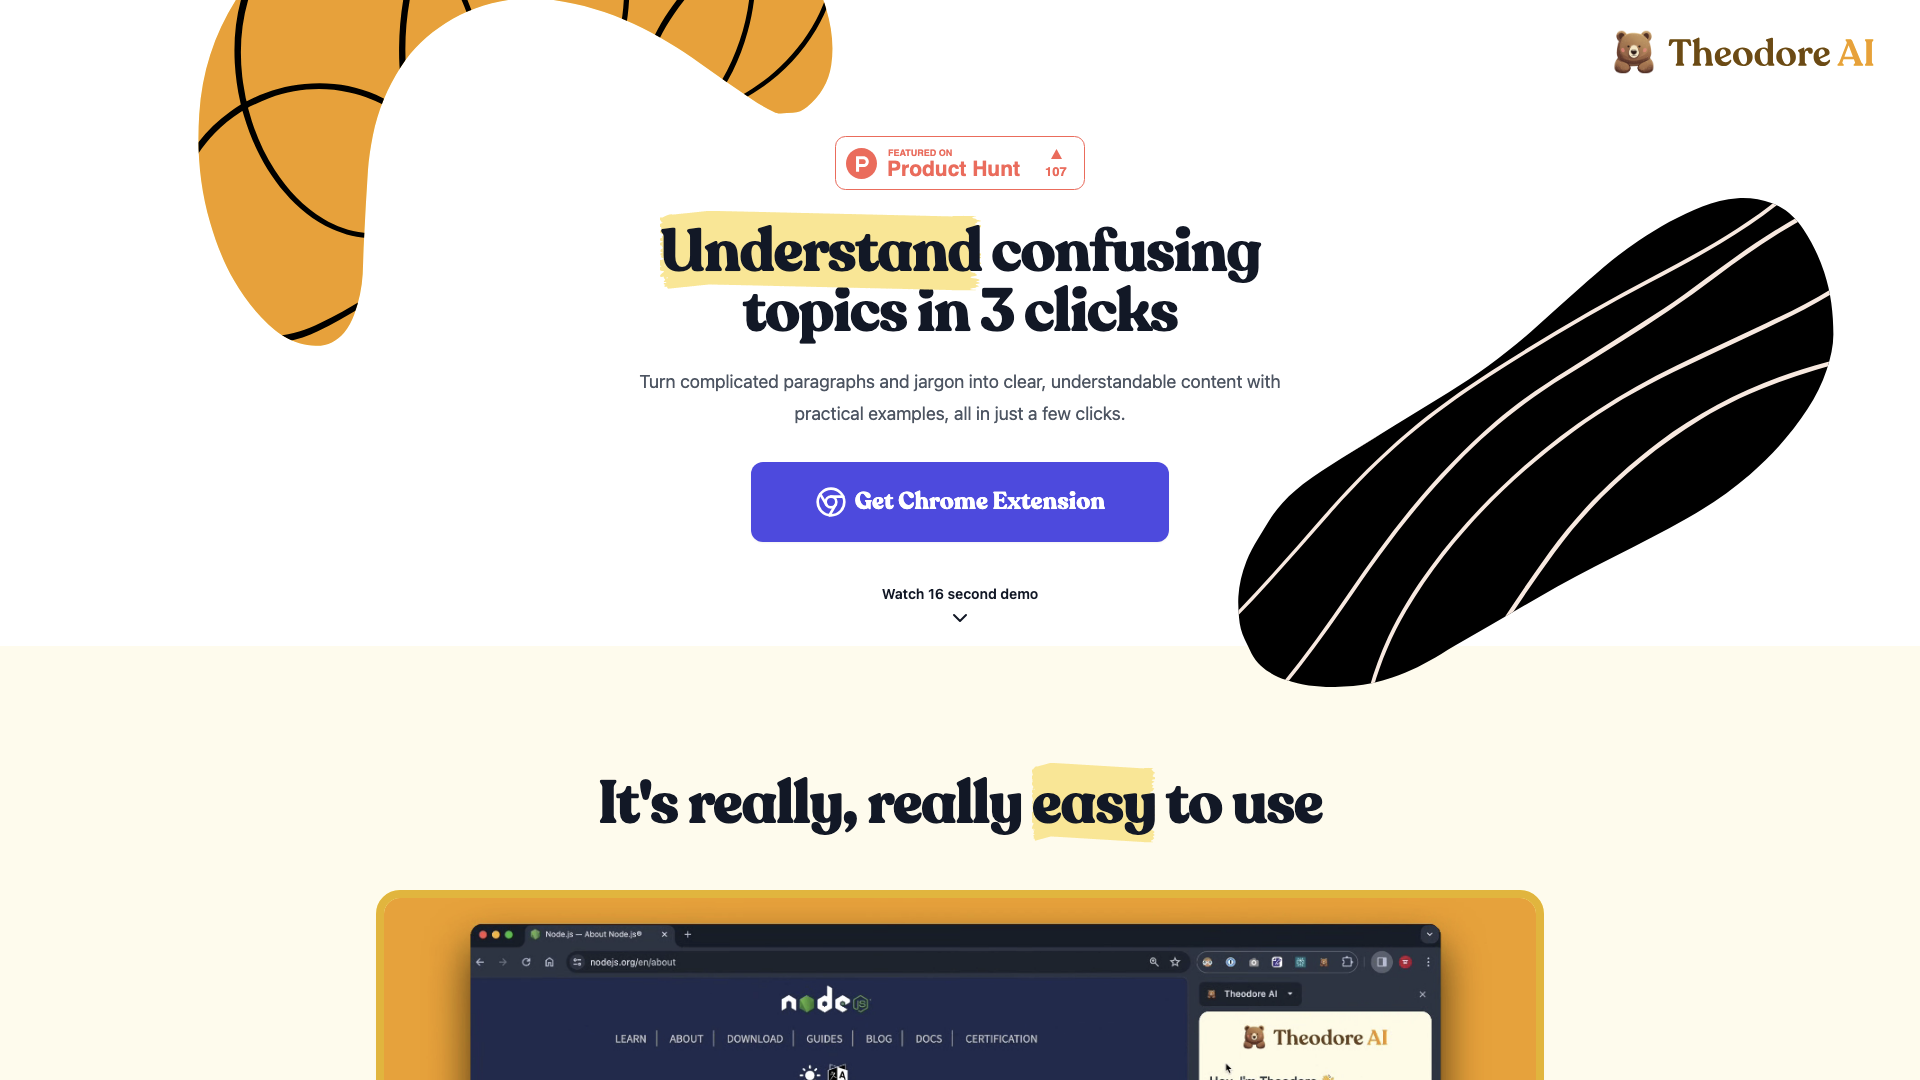 Theodore AI
FEATURED ON
Product Hunt
107
Understand confusing
topics in 3 clicks
Turn complicated paragraphs and jargon into clear, understandable content with
practical examples, all in just a few clicks.
Get Chrome Extension
Watch 16 second demo
It's really, really easy to use
Node.js — About Node.js®
nodejs.org/en/about
Theodore AI
node JS
LEARN | ABOUT | DOWNLOAD | GUIDES | BLOG | DOCS | CERTIFICATION
Theodore AI
Hey, I'm Theodore 👋